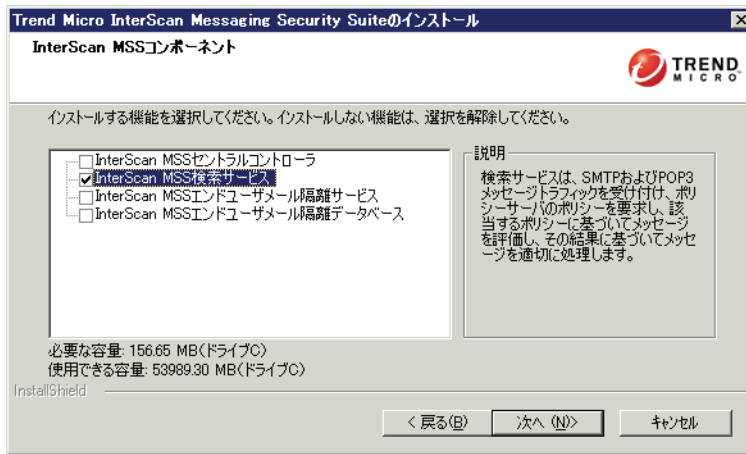 Trend Micro InterScan Messaging Security Suiteのインストール
InterScan MSSコンポーネント
TREND
MICRO
インストールする機能を選択してください。インストールしない機能は、選択を解除してください。
InterScan MSSセントラルコントローラ
InterScan MSS検索サービス
InterScan MSSエンドユーザメール隔離サービス
InterScan MSSエンドユーザメール隔離データベース
説明
検索サービスは、SMTPおよびPOP3
メッセージトラフィックを受け付け、ポリ
シーサーバのポリシーを要求し、該
当するポリシーに基づいてメッセージ
を評価し、その結果に基づいてメッセ
ージを適切に処理します。
必要な容量: 156.65 MB(ドライブC)
使用できる容量: 53989.30 MB(ドライブC)
InstallShield
< 戻る(B)
次へ (N)>
キャンセル